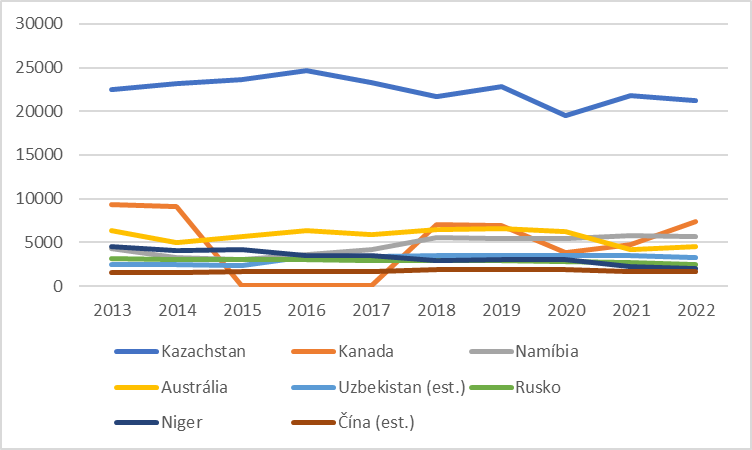 30000
25000
20000
15000
10000
5000
0
2013 2014 2015 2016 2017 2018 2019 2020 2021 2022
Kazachstan Kanada Namíbia
Austrália Uzbekistan (est.) Rusko
Niger Čína (est.)